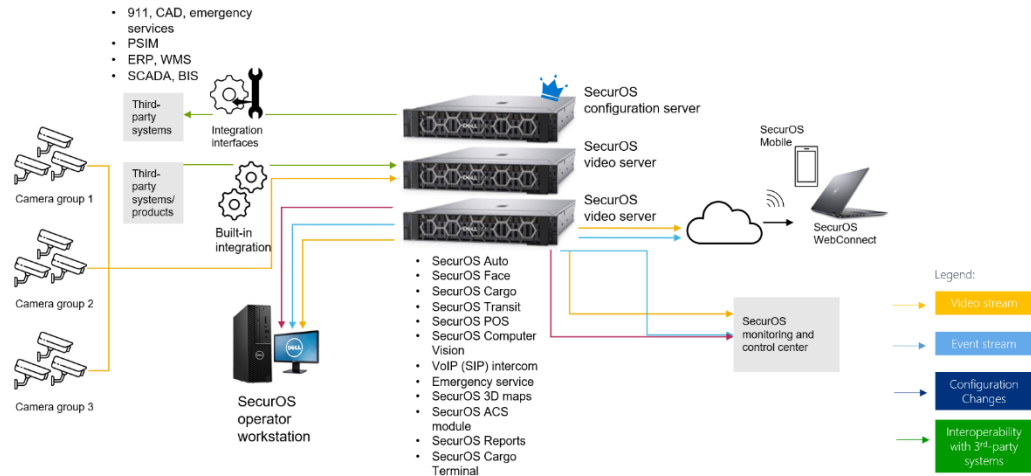 • 911, CAD, emergency
services
• PSIM
• ERP, WMS
• SCADA, BIS
Third-
party
systems
Integration
interfaces
SecurOS
configuration server
Camera group 1
Third-
party
systems/
products
Built-in
integration
SecurOS
video server
SecurOS
video server
SecurOS
Mobile
SecurOS
WebConnect
Camera group 2
Camera group 3
DELL
SecurOS
operator
workstation
• SecurOS Auto
• SecurOS Face
• SecurOS Cargo
• SecurOS Transit
• SecurOS POS
• SecurOS Computer
Vision
• VoIP (SIP) intercom
• Emergency service
• SecurOS 3D maps
• SecurOS ACS
module
• SecurOS Reports
• SecurOS Cargo
Terminal
SecurOS
monitoring and
control center
Legend:
Video stream
Event stream
Configuration
Changes
Interoperability
with 3rd-party
systems